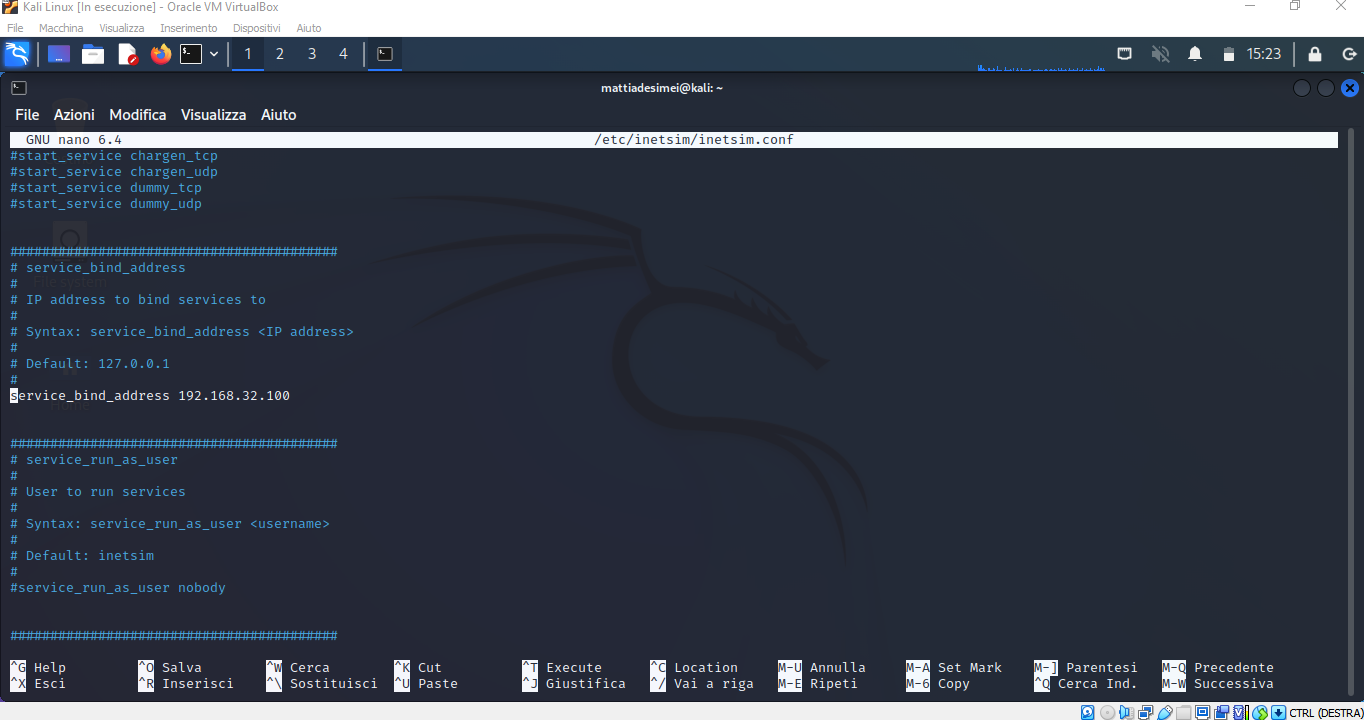 Kali Linux [In esecuzione] - Oracle VM VirtualBox
File Macchina Visualizza Inserimento Dispositivi Aiuto
1 2 3 4 15:23
mattiadesimei@kali: ~
File Azioni Modifica Visualizza Aiuto
GNU nano 6.4 /etc/inetsim/inetsim.conf
#start_service chargen_tcp
#start_service chargen_udp
#start_service dummy_tcp
#start_service dummy_udp
#########################################
# service_bind_address
#
# IP address to bind services to
#
# Syntax: service_bind_address <IP address>
#
# Default: 127.0.0.1
#
service_bind_address 192.168.32.100
#########################################
# service_run_as_user
#
# User to run services
#
# Syntax: service_run_as_user <username>
#
# Default: inetsim
#
#service_run_as_user nobody
#########################################
^G Help ^O Salva ^W Cerca ^K Cut ^T Execute ^C Location M-U Annulla M-A Set Mark M-] Parentesi M-Q Precedente
^X Esci ^R Inserisci ^\ Sostituisci ^U Paste ^J Giustifica ^/ Vai a riga M-E Ripeti M-6 Copy ^Q Cerca Ind. M-W Successiva
CTRL (DESTRA)